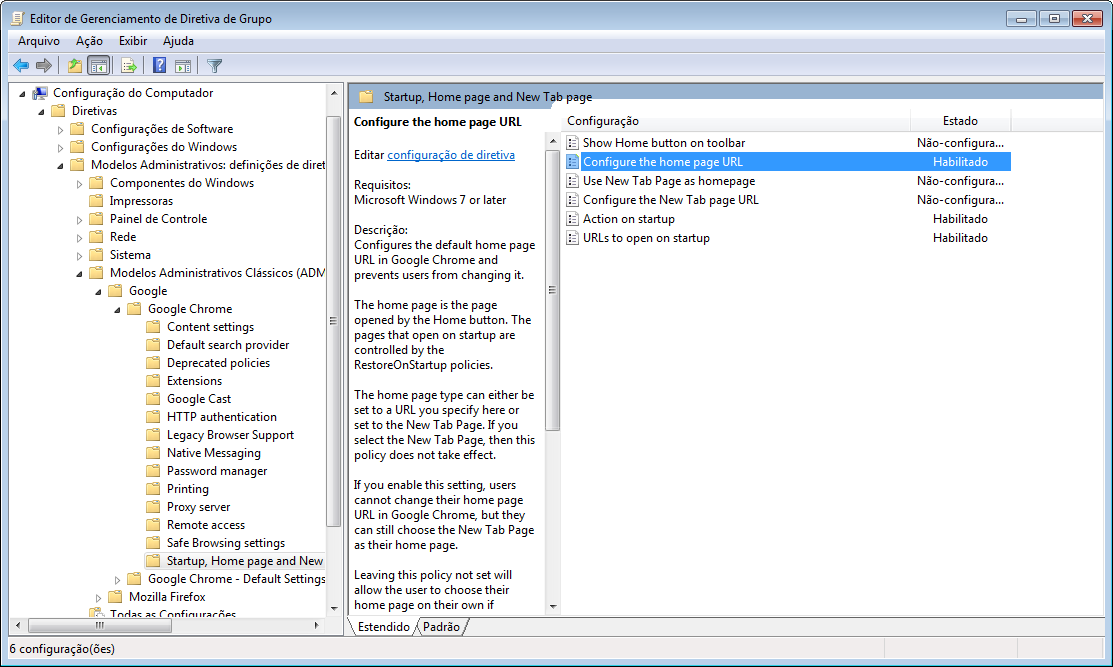 Editor de Gerenciamento de Diretiva de Grupo
Arquivo Ação Exibir Ajuda
Configuração do Computador
Diretivas
Configurações de Software
Configurações do Windows
Modelos Administrativos: definições de diret
Componentes do Windows
Impressoras
Painel de Controle
Rede
Sistema
Modelos Administrativos Clássicos (ADM
Google
Google Chrome
Content settings
Default search provider
Deprecated policies
Extensions
Google Cast
HTTP authentication
Legacy Browser Support
Native Messaging
Password manager
Printing
Proxy server
Remote access
Safe Browsing settings
Startup, Home page and New
Google Chrome - Default Settings
Mozilla Firefox
Todas as Configurações
Startup, Home page and New Tab page
Configure the home page URL
Editar configuração de diretiva
Requisitos:
Microsoft Windows 7 or later
Descrição:
Configures the default home page
URL in Google Chrome and
prevents users from changing it.
The home page is the page
opened by the Home button. The
pages that open on startup are
controlled by the
RestoreOnStartup policies.
The home page type can either be
set to a URL you specify here or
set to the New Tab Page. If you
select the New Tab Page, then this
policy does not take effect.
If you enable this setting, users
cannot change their home page
URL in Google Chrome, but they
can still choose the New Tab Page
as their home page.
Leaving this policy not set will
allow the user to choose their
home page on their own if
Configuração Estado
Show Home button on toolbar Não-configura...
Configure the home page URL Habilitado
Use New Tab Page as homepage Não-configura...
Configure the New Tab page URL Não-configura...
Action on startup Habilitado
URLs to open on startup Habilitado
Estendido Padrão
6 configuração(ões)